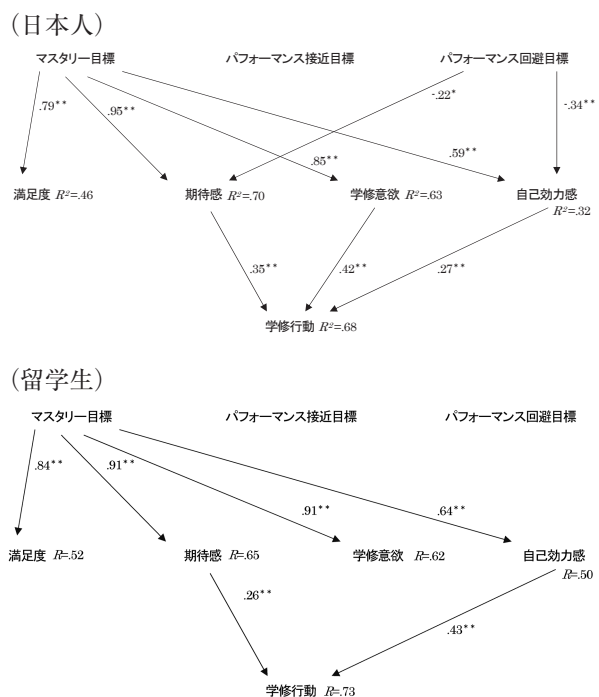 （日本人）
マスタリー目標 パフォーマンス接近目標 パフォーマンス回避目標
.79** .95** -.22* -.34**
.85** .59**
満足度 R²=.46 期待感 R²=.70 学修意欲 R²=.63 自己効力感
R²=.32
.35** .42** .27**
学修行動 R²=.68
（留学生）
マスタリー目標 パフォーマンス接近目標 パフォーマンス回避目標
.84** .91**
.91** .64**
満足度 R=.52 期待感 R=.65 学修意欲 R=.62 自己効力感
R=.50
.26**
.43**
学修行動 R=.73